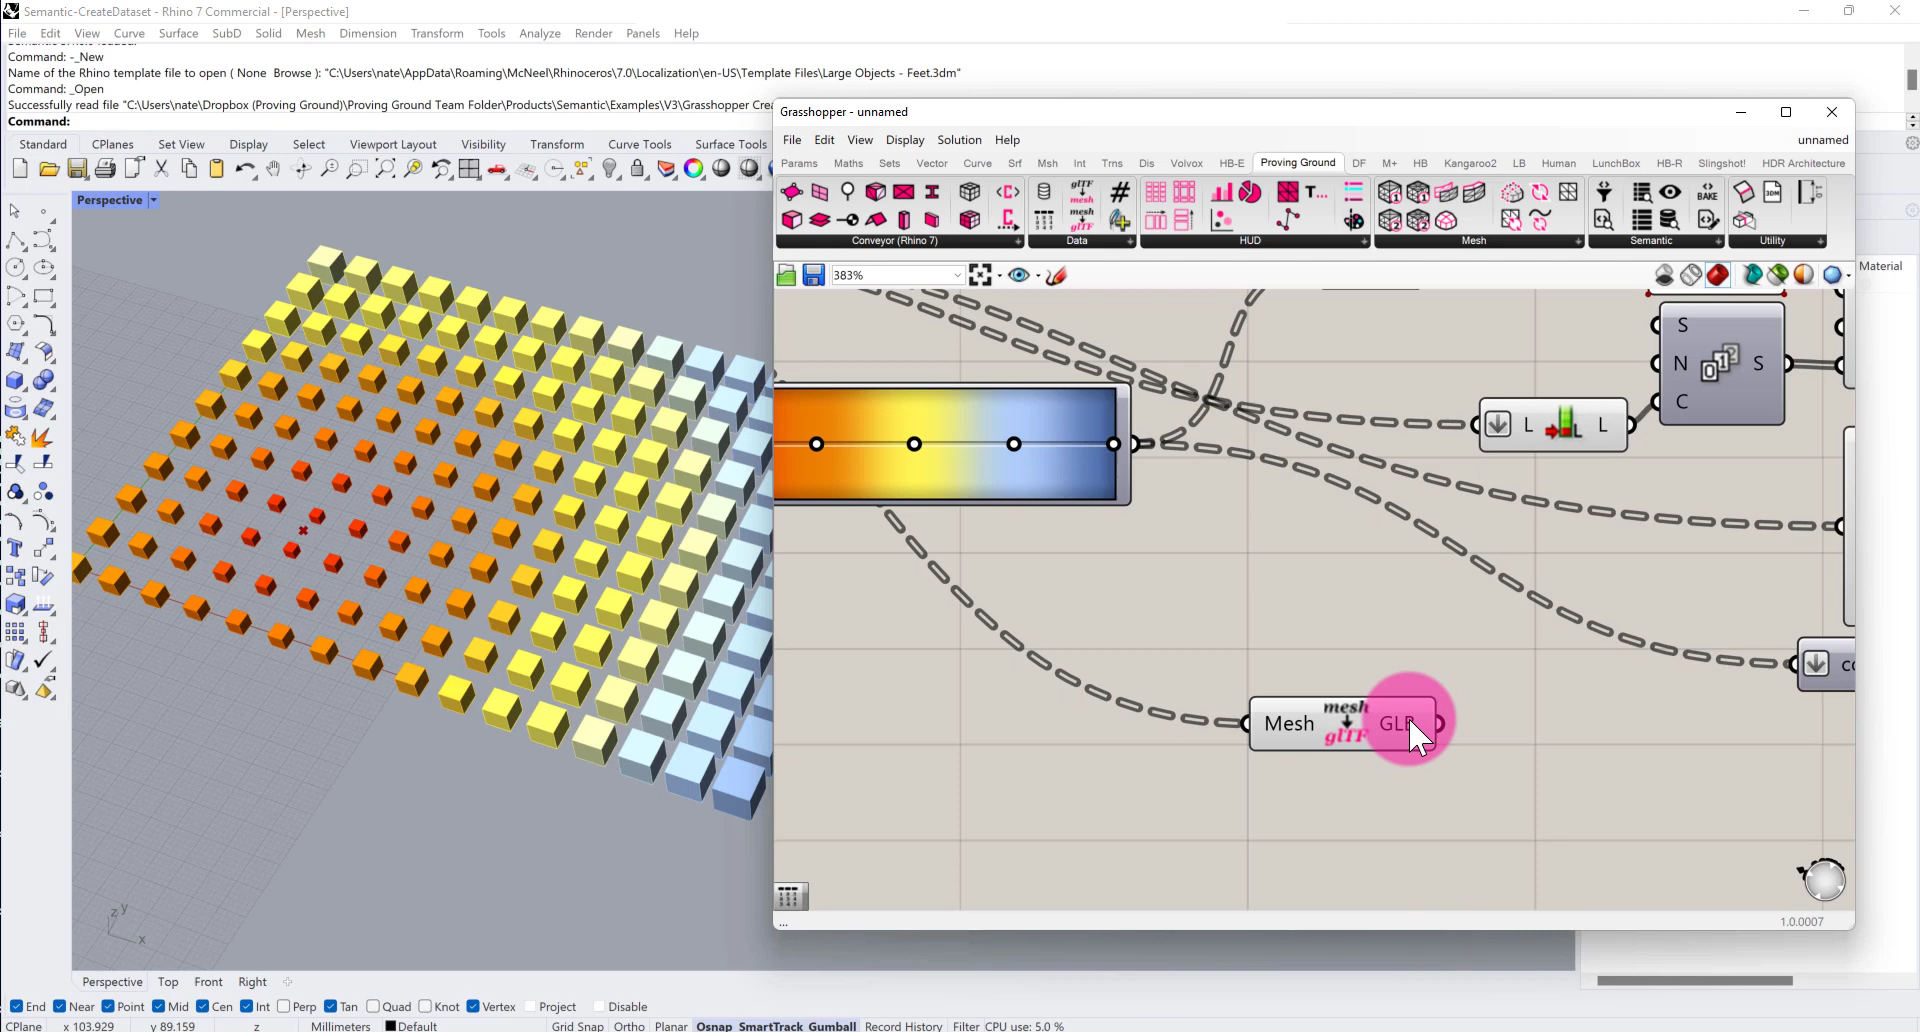 Semantic-CreateDataset - Rhino 7 Commercial - [Perspective]
File Edit View Curve Surface SubD Solid Mesh Dimension Transform Tools Analyze Render Panels Help
Command: -_New
Name of the Rhino template file to open ( None Browse ): "C:\Users\nate\AppData\Roaming\McNeel\Rhinoceros\7.0\Localization\en-US\Template Files\Large Objects - Feet.3dm"
Command: _Open
Successfully read file "C:\Users\nate\Dropbox (Proving Ground)\Proving Ground Team Folder\Products\Semantic\Examples\V3\Grasshopper Crea
Command:
Standard CPlanes Set View Display Select Viewport Layout Visibility Transform Curve Tools Surface Tools
Perspective
Grasshopper - unnamed
File Edit View Display Solution Help
unnamed
Params Maths Sets Vector Curve Srf Msh Int Trns Dis Volvox HB-E Proving Ground DF M+ HB Kangaroo2 LB Human LunchBox HB-R Slingshot! HDR Architecture
Conveyor (Rhino 7) Data HUD Mesh Semantic Utility
383%
Material
S
N S
C
L L
Mesh mesh glTF
1.0.0007
z y
x
Perspective Top Front Right
End Near Point Mid Cen Int Perp Tan Quad Knot Vertex Project Disable
CPlane x 103.929 y 89.159 z Millimeters Default Grid Snap Ortho Planar Osnap SmartTrack Gumball Record History Filter CPU use: 5.0 %